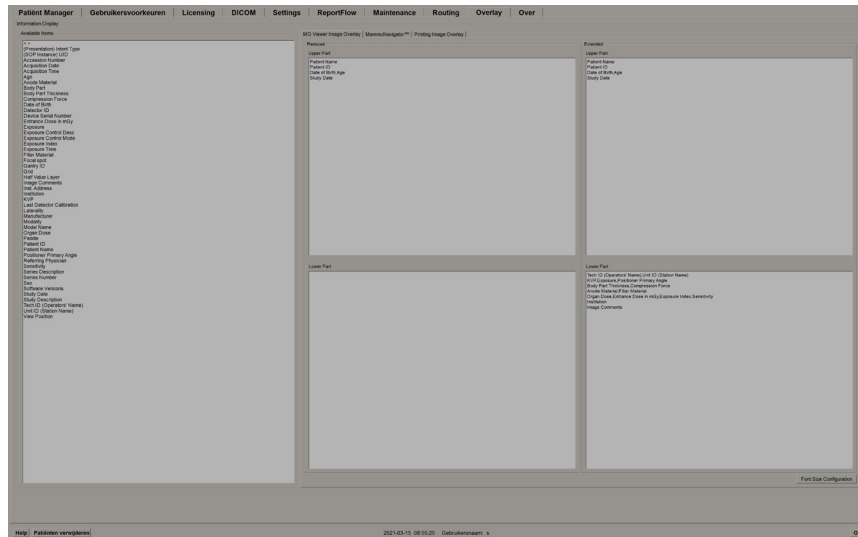 Patiënt Manager Gebruikersvoorkeuren Licensing DICOM Settings ReportFlow Maintenance Routing Overlay Over
Information Display
Available Items
(Presentation) Intent Type
(SOP Instance) UID
Accession Number
Acquisition Date
Acquisition Time
Age
Anode Material
Body Part
Body Part Thickness
Compression Force
Date of Birth
Detector ID
Device Serial Number
Entrance Dose in mGy
Exposure
Exposure Control Desc
Exposure Control Mode
Exposure Index
Exposure Time
Filter Material
Focal spot
Gantry ID
Grid
Half Value Layer
Image Comments
Inst. Address
Institution
KVP
Last Detector Calibration
Laterality
Manufacturer
Modality
Model Name
Organ Dose
Paddle
Patient ID
Patient Name
Positioner Primary Angle
Referring Physician
Sensitivity
Series Description
Series Number
Sex
Software Versions
Study Date
Study Description
Tech ID (Operators' Name)
Unit ID (Station Name)
View Position
MG Viewer Image Overlay MammoNavigator™ Printing Image Overlay
Reduced
Upper Part
Patient Name
Patient ID
Date of Birth,Age
Study Date
Lower Part
Extended
Upper Part
Patient Name
Patient ID
Date of Birth,Age
Study Date
Lower Part
Tech ID (Operators' Name),Unit ID (Station Name)
KVP,Exposure,Positioner Primary Angle
Body Part Thickness,Compression Force
Anode Material,Filter Material
Organ Dose,Entrance Dose in mGy,Exposure Index,Sensitivity
Institution
Image Comments
Font Size Configuration
Help Patiënten verwijderen 2021-03-15 08:55:25 Gebruikersnaam: s